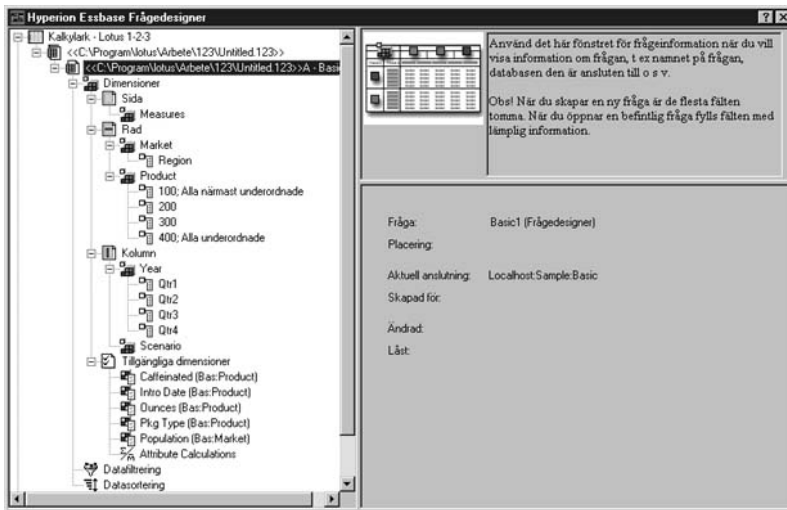 Hyperion Essbase Frågedesigner
Kalkylark - Lotus 1-2-3
<<C:\Program\lotus\Arbete\123\Untitled.123>>
<<C:\Program\lotus\Arbete\123\Untitled.123>>A - Basi
Dimensioner
Sida
Measures
Rad
Market
Region
Product
100; Alla närmast underordnade
200
300
400; Alla underordnade
Kolumn
Year
Qtr1
Qtr2
Qtr3
Qtr4
Scenario
Tillgängliga dimensioner
Caffeinated (Bas:Product)
Intro Date (Bas:Product)
Ounces (Bas:Product)
Pkg Type (Bas:Product)
Population (Bas:Market)
Attribute Calculations
Datafiltrering
Datasortering
Använd det här fönstret för frågeinformation när du vill
visa information om frågan, t ex namnet på frågan,
databasen den är ansluten till o s v.
Obs! När du skapar en ny fråga är de flesta fälten
tomma. När du öppnar en befintlig fråga fylls fälten med
lämplig information.
Fråga: Basic1 (Frågedesigner)
Placering:
Aktuell anslutning: Localhost:Sample:Basic
Skapad för:
Ändrad:
Låst: